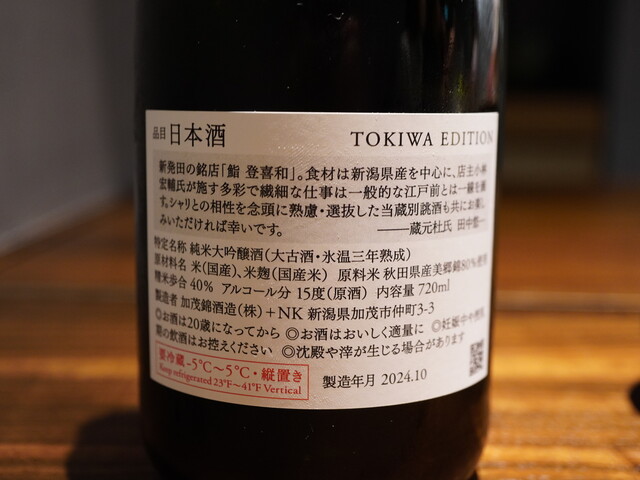 品目 日本酒 TOKIWA EDITION
新発田の銘店「鮨 登喜和」。食材は新潟県産を中心に、店主小林
宏輔氏が施す多彩で繊細な仕事は一般的な江戸前とは一線を画
す。シャリとの相性を念頭に熟慮・選抜した当蔵別誂酒も共にお楽し
みいただければ幸いです。 ――蔵元杜氏 田中
特定名称 純米大吟醸酒（大古酒・氷温三年熟成）
原材料名 米（国産）、米麹（国産米） 原料米 秋田県産美郷錦80%使用
精米歩合 40% アルコール分 15度（原酒） 内容量 720ml
製造者 加茂錦酒造（株）+NK 新潟県加茂市仲町3-3
◎お酒は20歳になってから ◎お酒はおいしく適量に ◎妊娠中や授乳
期の飲酒はお控えください ◎沈殿や滓が生じる場合があります
要冷蔵 -5℃〜5℃・縦置き
Keep refrigerated 23°F〜41°F Vertical
製造年月 2024.10